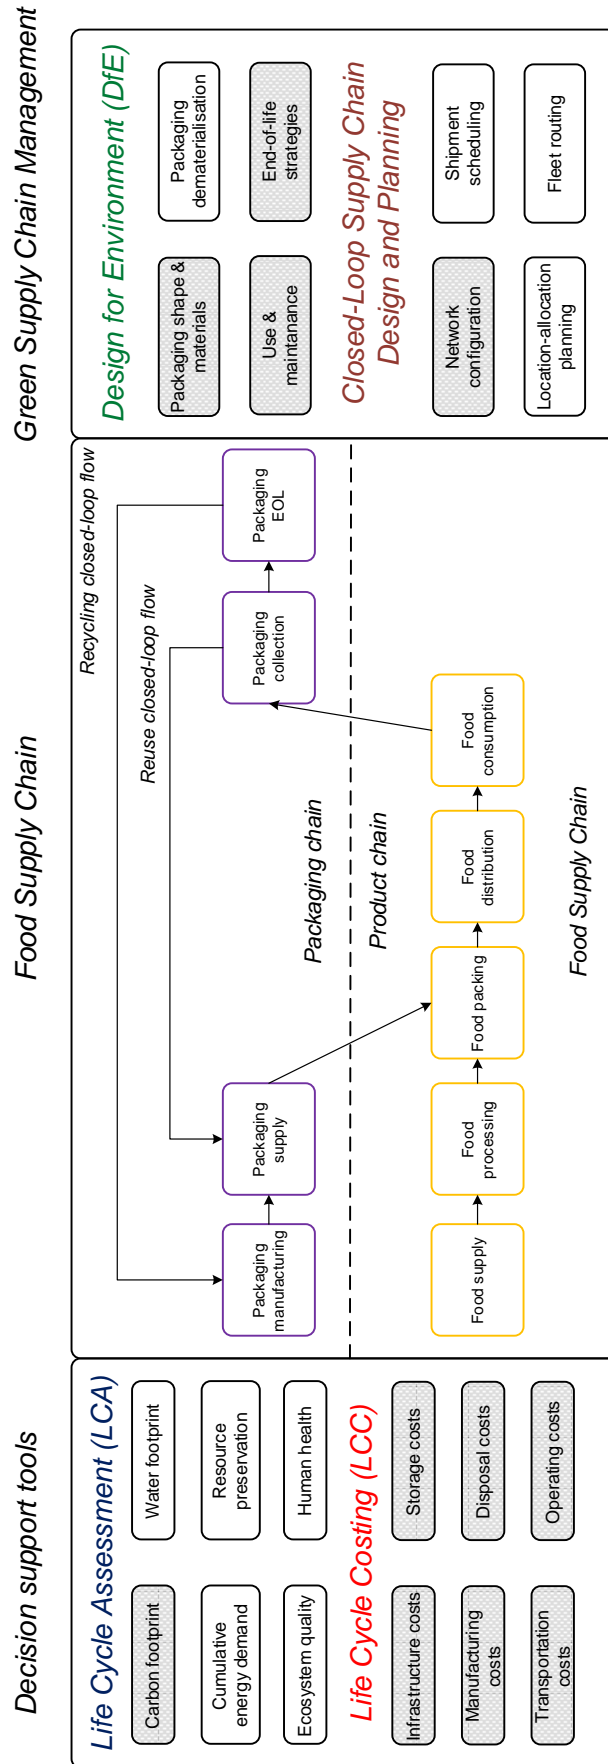 Decision support tools
Life Cycle Assessment (LCA)
Carbon footprint
Water footprint
Cumulative
energy demand
Resource
preservation
Ecosystem quality
Human health
Life Cycle Costing (LCC)
Infrastructure costs
Storage costs
Manufacturing
costs
Disposal costs
Transportation
costs
Operating costs
Food Supply Chain
Recycling closed-loop flow
Reuse closed-loop flow
Packaging
manufacturing
Packaging
supply
Packaging
collection
Packaging
EOL
Packaging chain
Product chain
Food supply
Food
processing
Food packing
Food
distribution
Food
consumption
Food Supply Chain
Green Supply Chain Management
Design for Environment (DfE)
Packaging shape &
materials
Packaging
dematerialisation
Use &
maintanance
End-of-life
strategies
Closed-Loop Supply Chain
Design and Planning
Network
configuration
Shipment
scheduling
Location-allocation
planning
Fleet routing